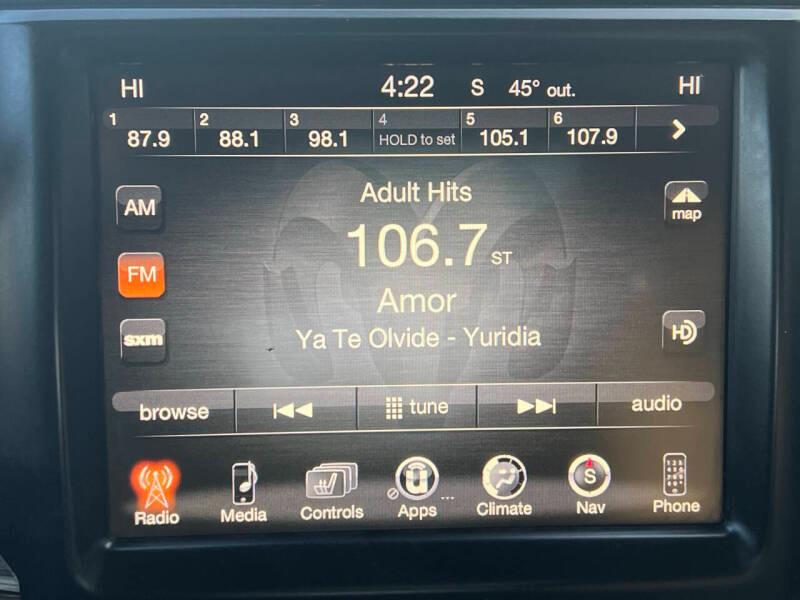 HI 4:22 S 45° out. HI
1 87.9 2 88.1 3 98.1 4 HOLD to set 5 105.1 6 107.9
Adult Hits
AM
map
106.7 ST
FM
Amor
Ya Te Olvide - Yuridia
sxm
HD
browse tune audio
Radio Media Controls Apps ... Climate S Nav Phone